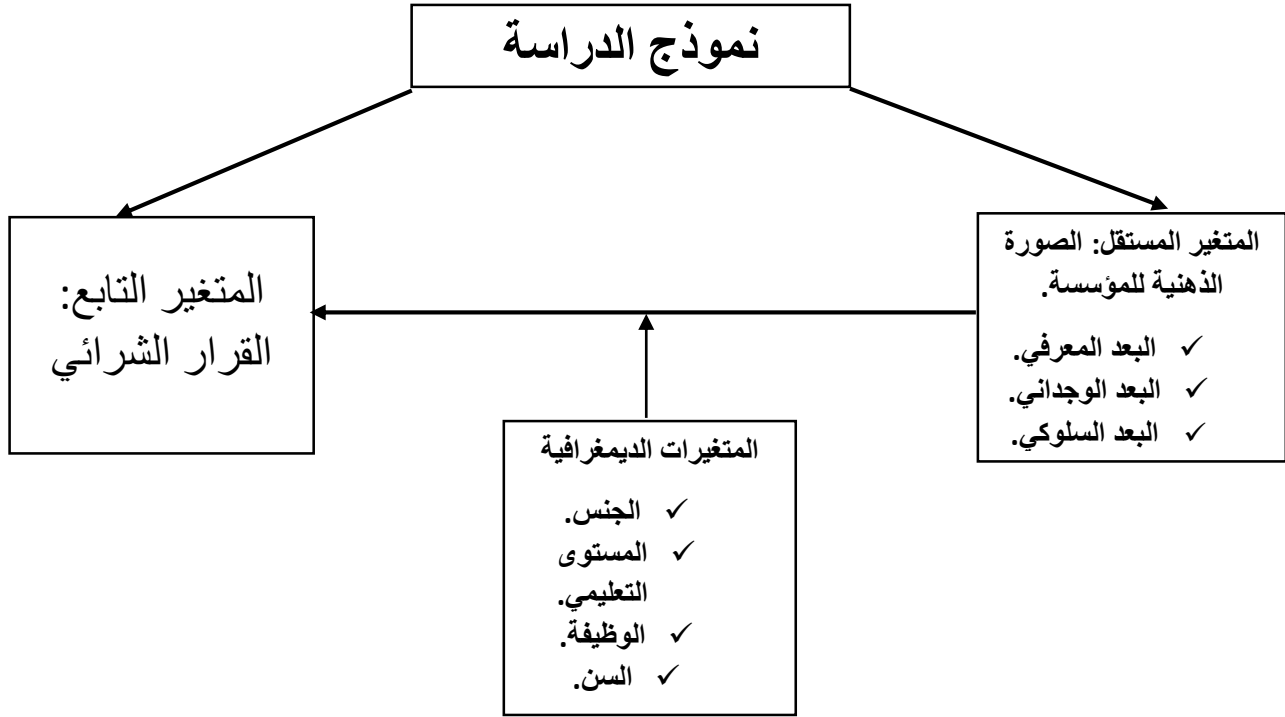 نموذج الدراسة
المتغير المستقل: الصورة
الذهنية للمؤسسة.
✓ البعد المعرفي.
✓ البعد الوجداني.
✓ البعد السلوكي.
المتغير التابع:
القرار الشرائي
المتغيرات الديمغرافية
✓ الجنس.
✓ المستوى
التعليمي.
✓ الوظيفة.
✓ السن.